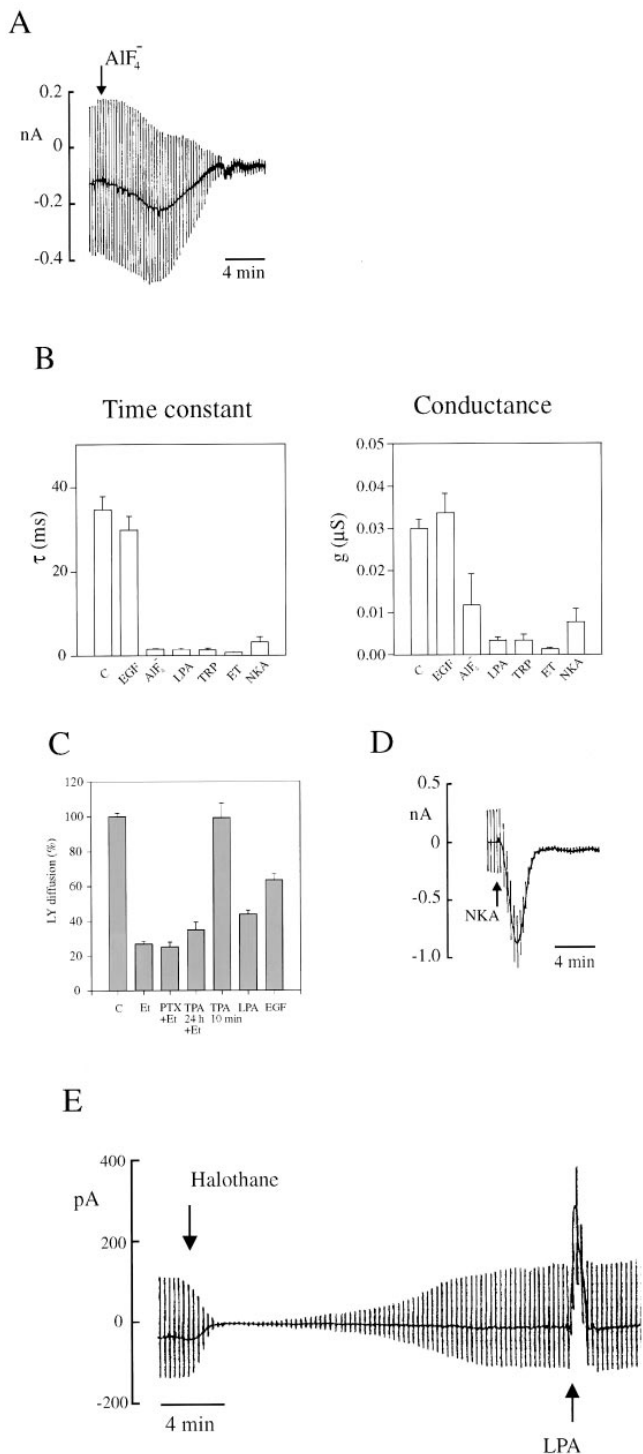 A
AlF₄⁻
0.2
nA
0
-0.2
-0.4
4 min
B
Time constant
Conductance
τ (ms)
40
20
0
C
EGF
AlF₄⁻
LPA
TRP
ET
NKA
g (μS)
0.05
0.04
0.03
0.02
0.01
0.00
C
EGF
AlF₄⁻
LPA
TRP
ET
NKA
C
LY diffusion (%)
120
100
80
60
40
20
0
C
Et
PTX
+Et
TPA
24 h
+Et
TPA
10 min
LPA
EGF
D
0.5
nA
0
-0.5
-1.0
NKA
4 min
E
400
pA
200
0
-200
Halothane
4 min
LPA